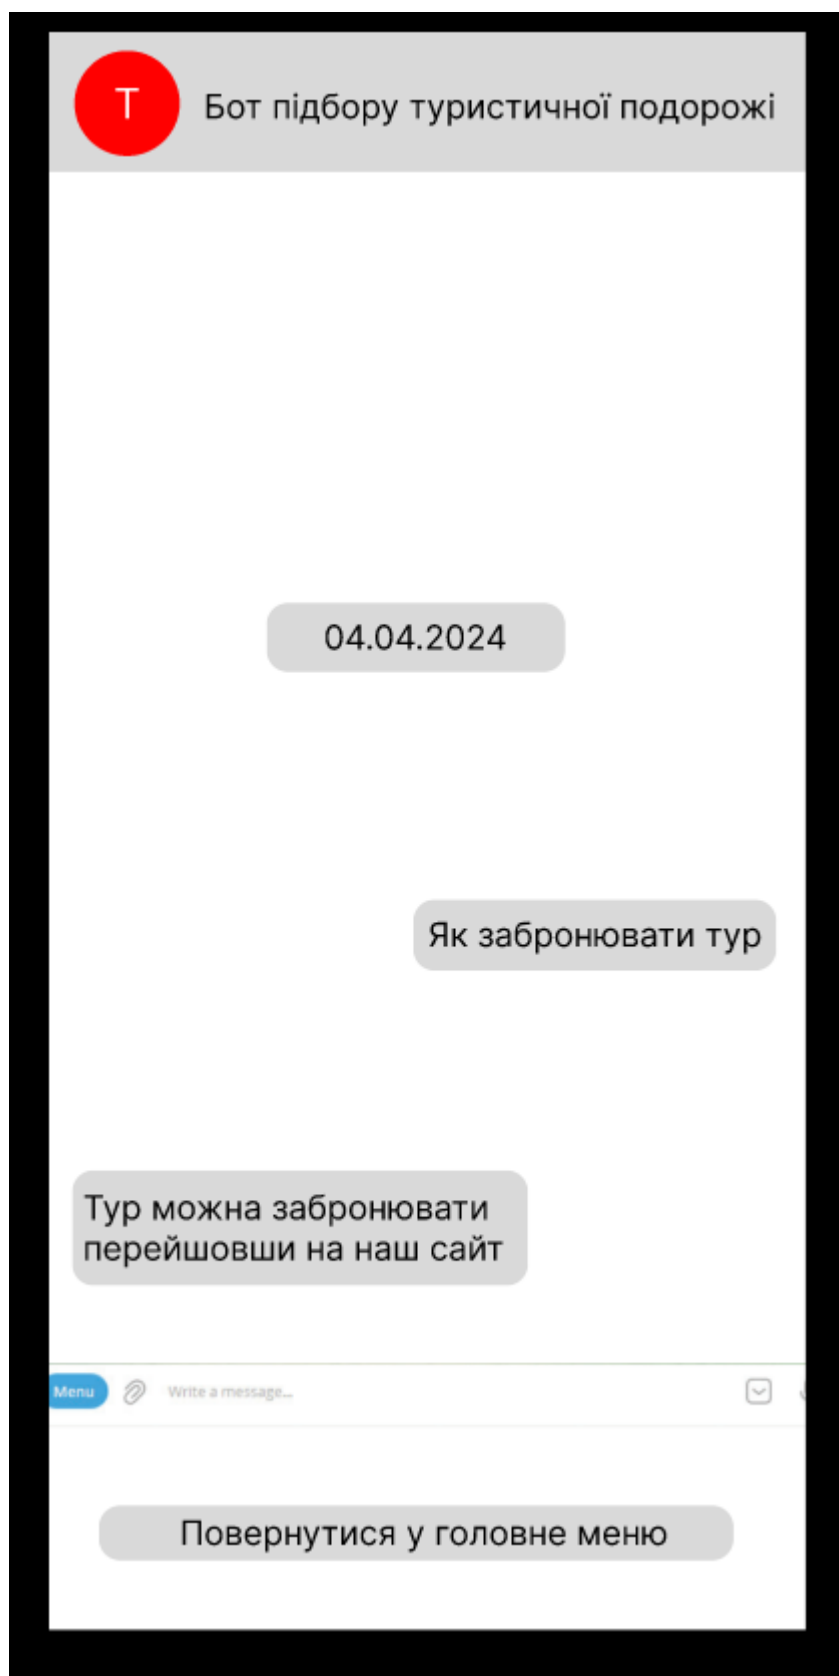 Т
Бот підбору туристичної подорожі
04.04.2024
Як забронювати тур
Тур можна забронювати
перейшовши на наш сайт
Menu
Write a message...
Повернутися у головне меню